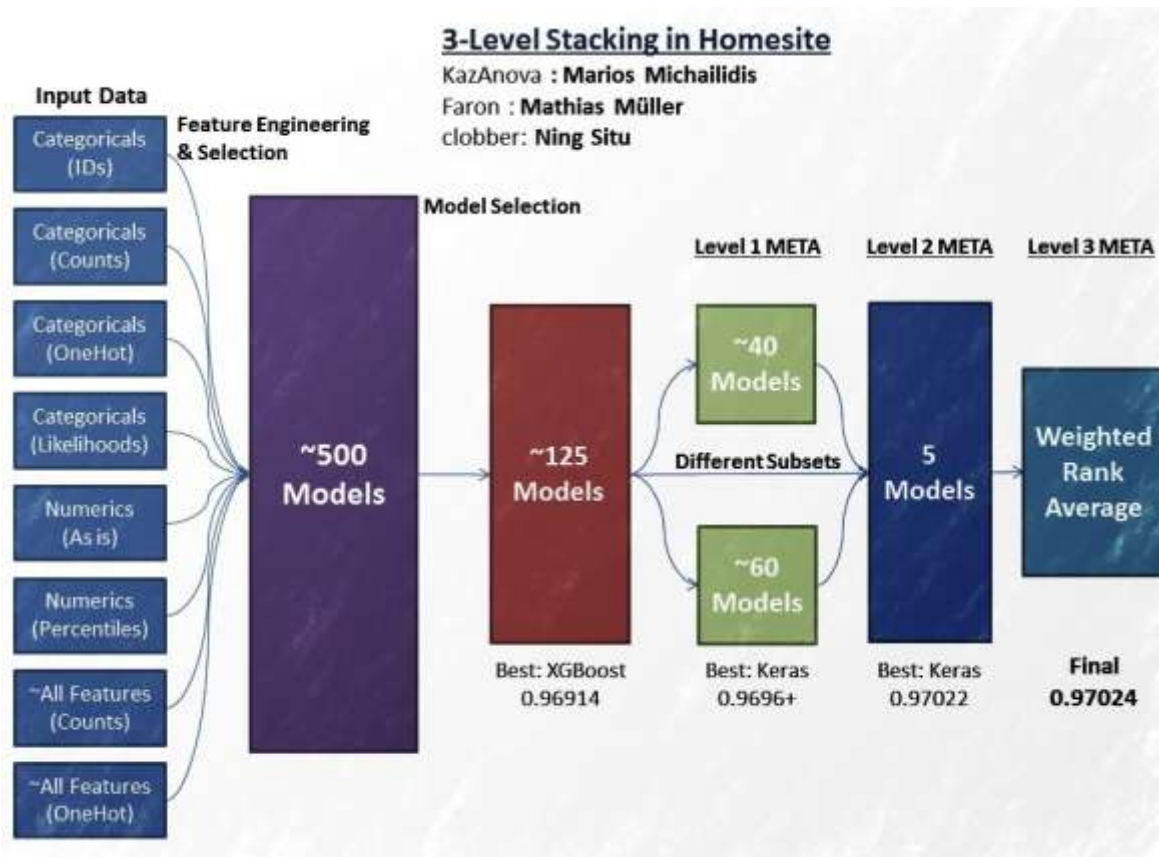 3-Level Stacking in Homesite
KazAnova : Marios Michailidis
Faron : Mathias Müller
clobber: Ning Situ
Input Data
Categoricals
(IDs)
Categoricals
(Counts)
Categoricals
(OneHot)
Categoricals
(Likelihoods)
Numerics
(As is)
Numerics
(Percentiles)
~All Features
(Counts)
~All Features
(OneHot)
Feature Engineering
& Selection
~500
Models
Model Selection
~125
Models
Best: XGBoost
0.96914
Level 1 META
~40
Models
Different Subsets
~60
Models
Best: Keras
0.9696+
Level 2 META
5
Models
Best: Keras
0.97022
Level 3 META
Weighted
Rank
Average
Final
0.97024